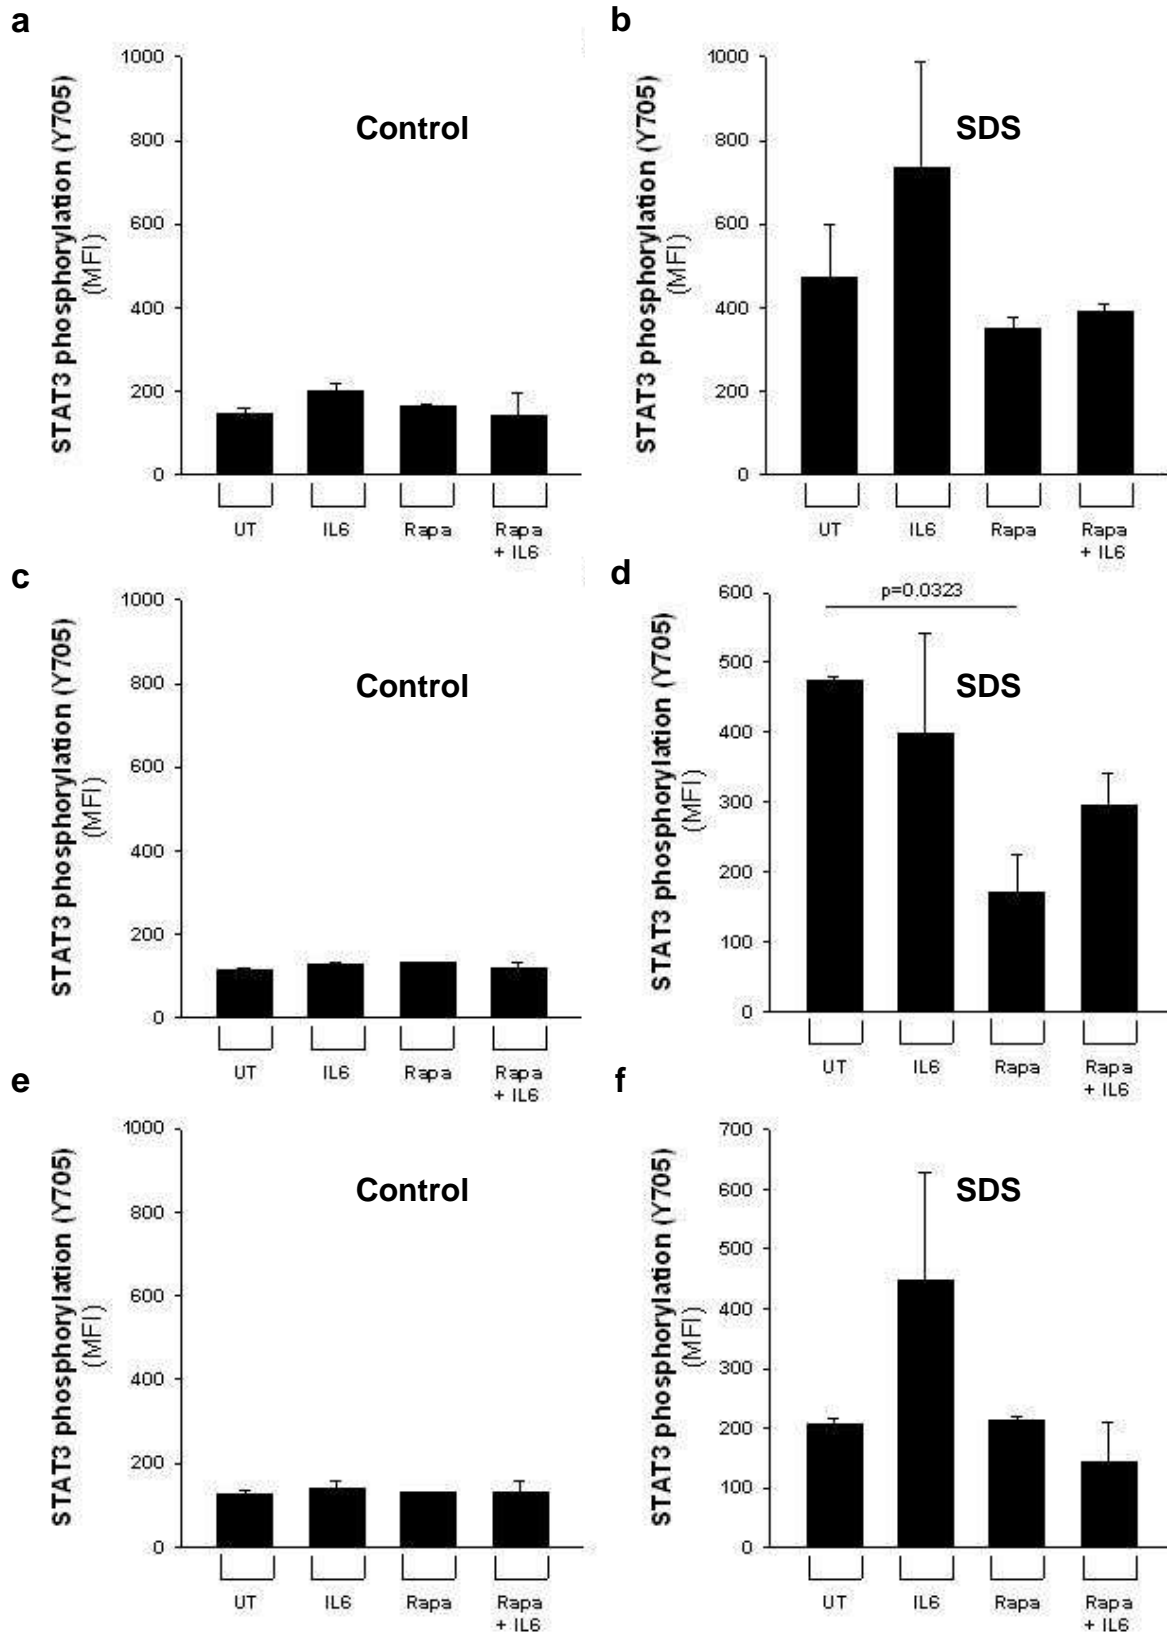 a
STAT3 phosphorylation (Y705)
(MFI)
1000
800
600
400
200
0
Control
UT
IL6
Rapa
Rapa
+ IL6
b
STAT3 phosphorylation (Y705)
(MFI)
1000
800
600
400
200
0
SDS
UT
IL6
Rapa
Rapa
+ IL6
c
STAT3 phosphorylation (Y705)
(MFI)
1000
800
600
400
200
0
Control
UT
IL6
Rapa
Rapa
+ IL6
d
STAT3 phosphorylation (Y705)
(MFI)
600
500
400
300
200
100
0
p=0.0323
SDS
UT
IL6
Rapa
Rapa
+ IL6
e
STAT3 phosphorylation (Y705)
(MFI)
1000
800
600
400
200
0
Control
UT
IL6
Rapa
Rapa
+ IL6
f
STAT3 phosphorylation (Y705)
(MFI)
700
600
500
400
300
200
100
0
SDS
UT
IL6
Rapa
Rapa
+ IL6